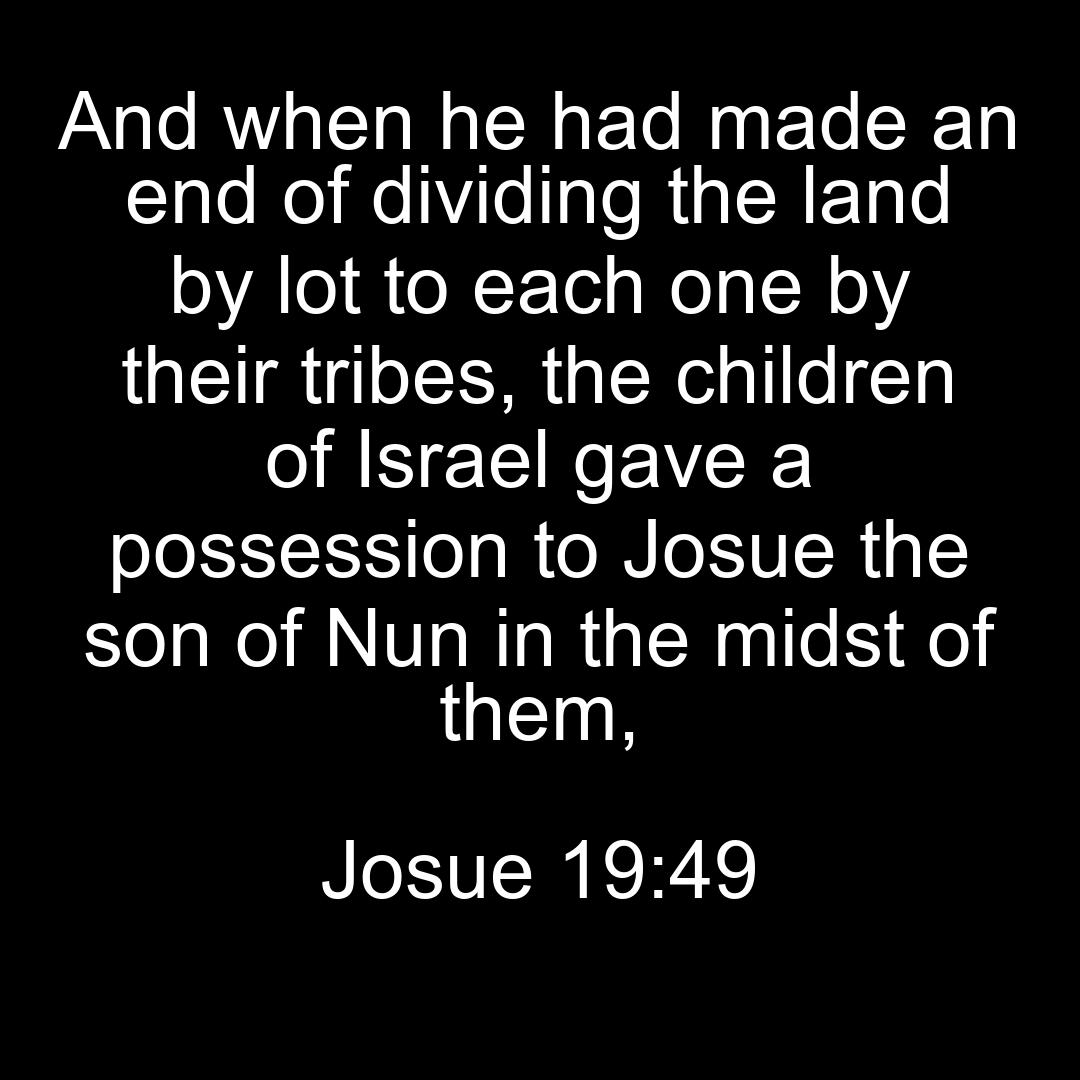 And when he had made an
end of dividing the land
by lot to each one by
their tribes, the children
of Israel gave a
possession to Josue the
son of Nun in the midst of
them,
Josue 19:49